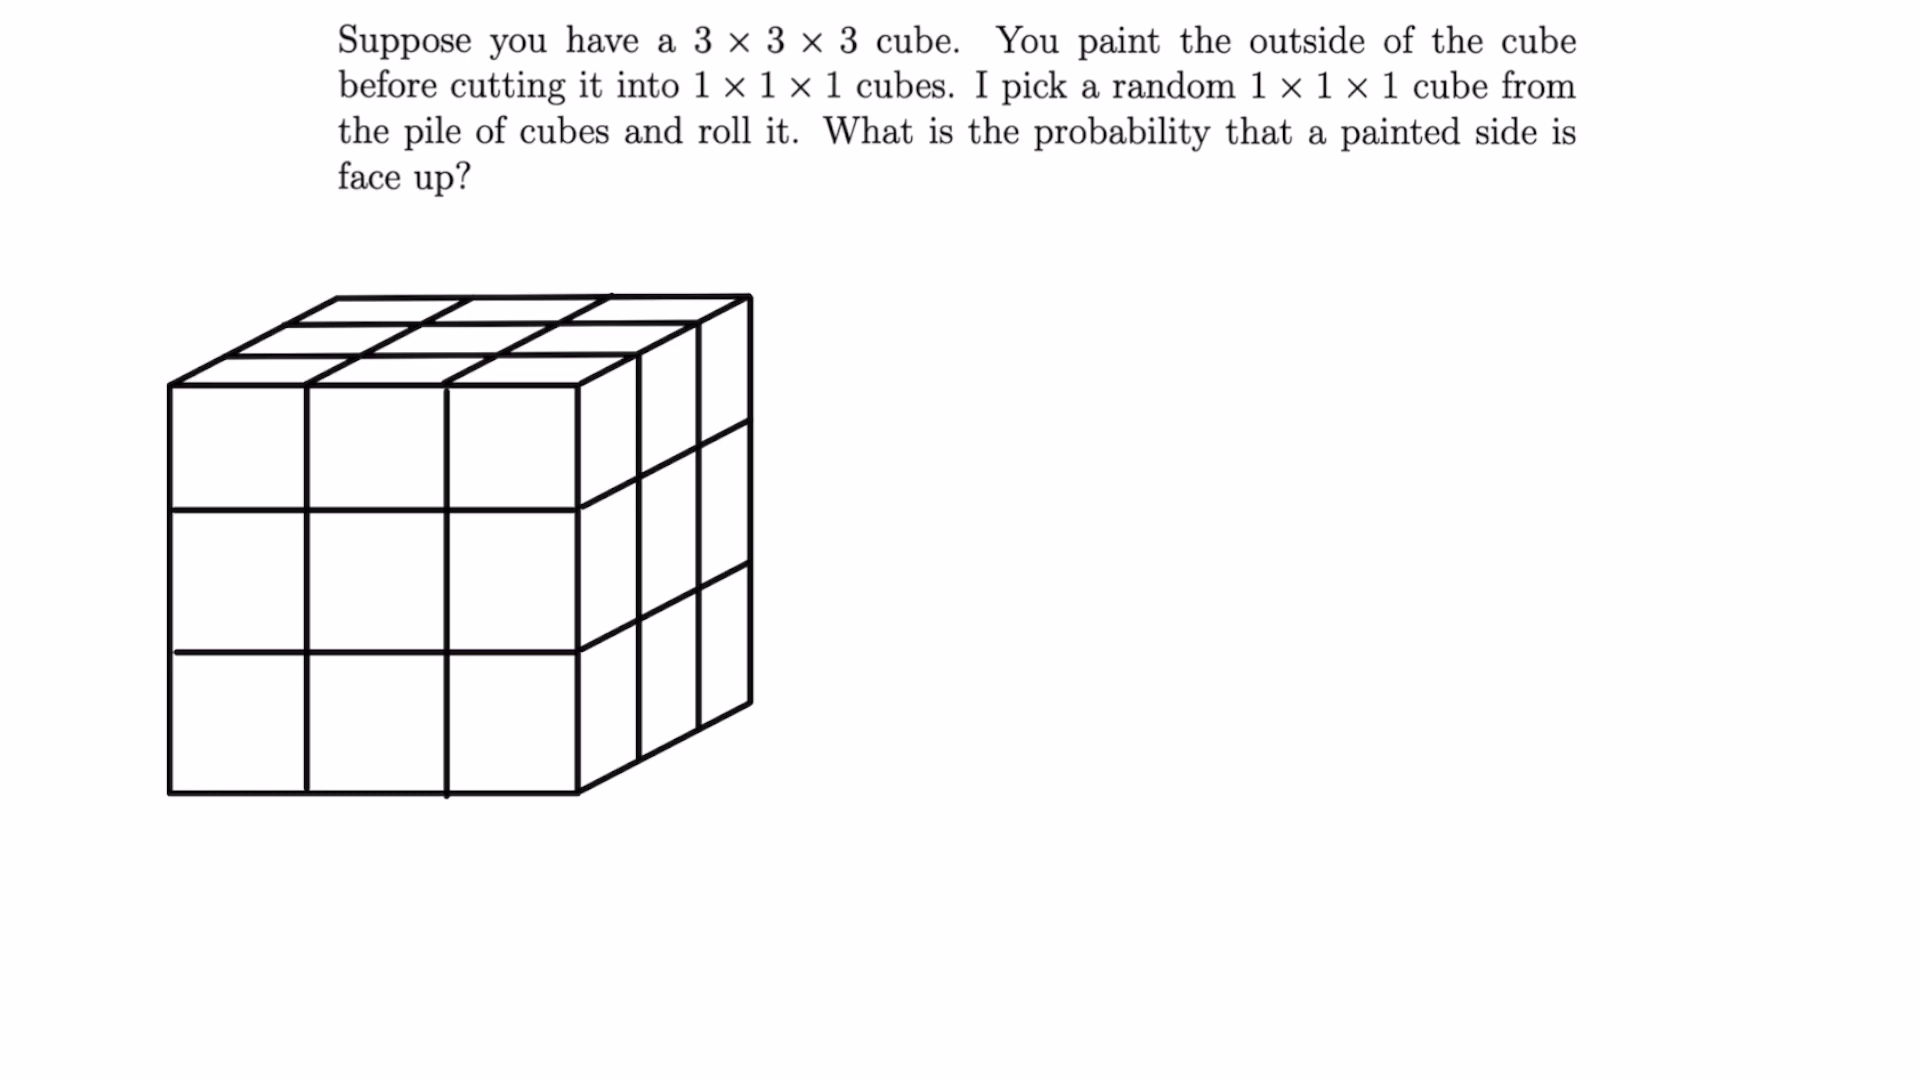 Suppose you have a 3 × 3 × 3 cube. You paint the outside of the cube
before cutting it into 1 × 1 × 1 cubes. I pick a random 1 × 1 × 1 cube from
the pile of cubes and roll it. What is the probability that a painted side is
face up?